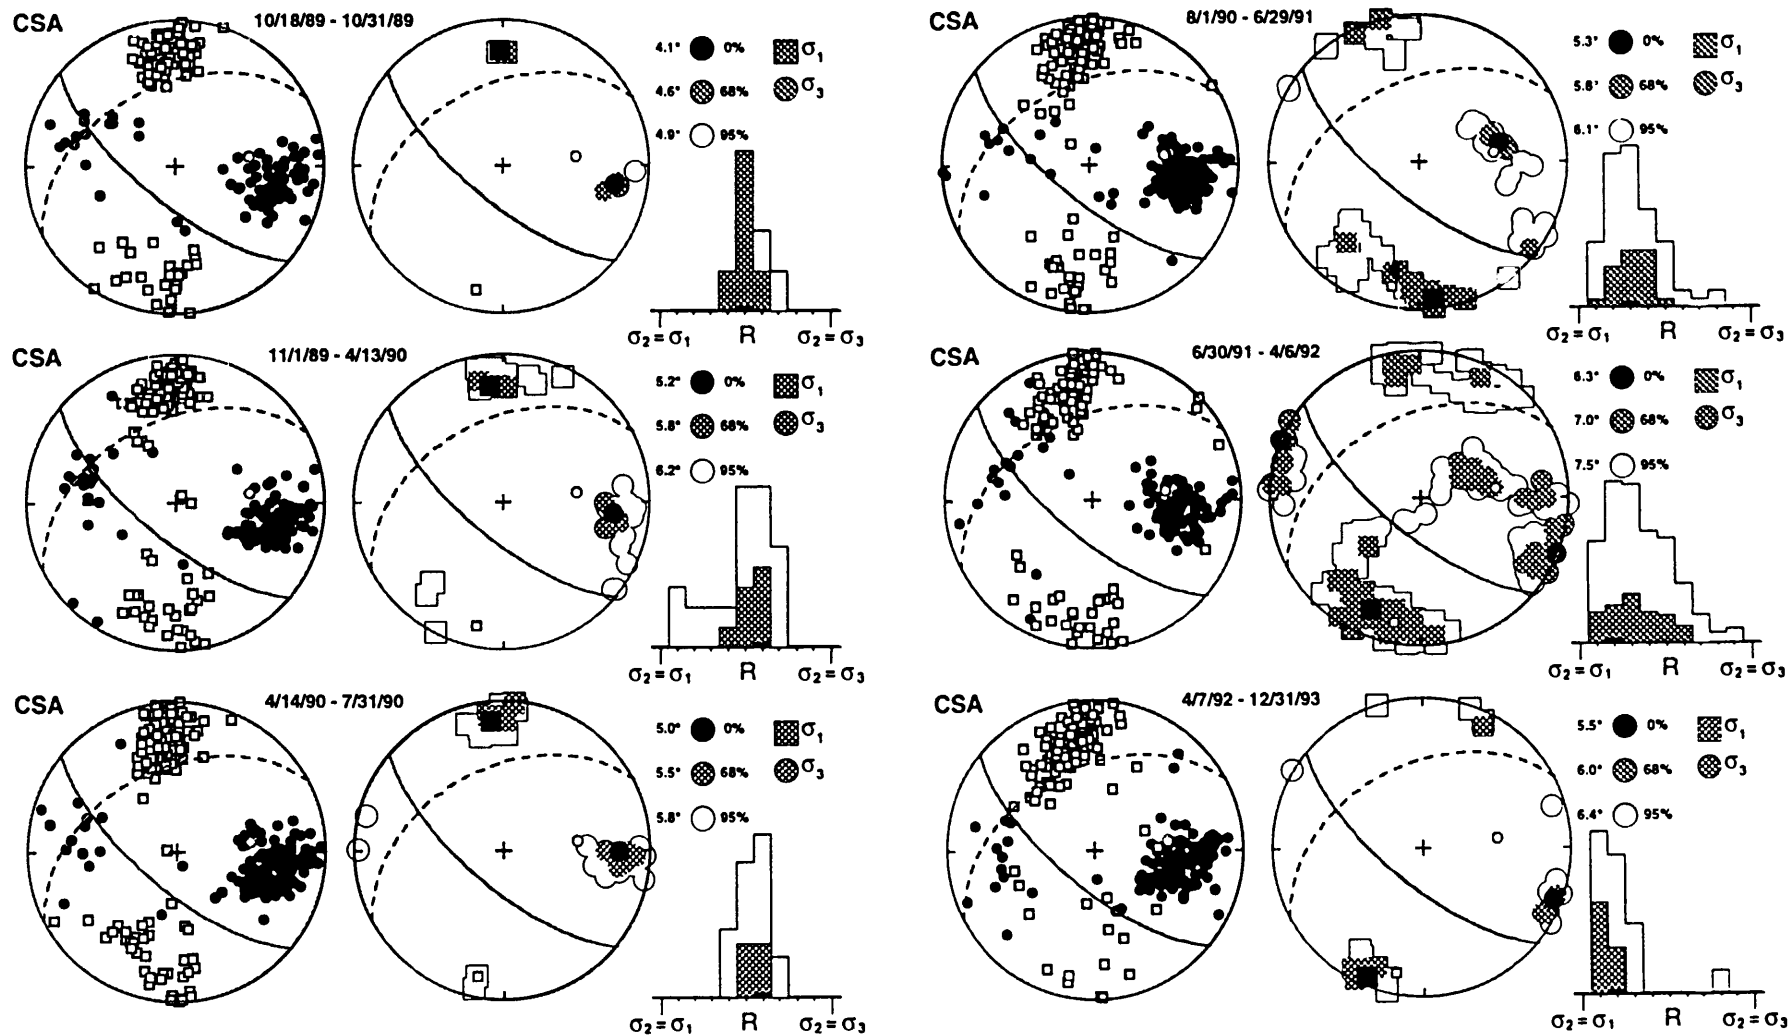 CSA 10/18/89 - 10/31/89
4.1° 0% σ1
4.6° 68% σ3
4.9° 95%
σ2 = σ1 R σ2 = σ3
CSA 11/1/89 - 4/13/90
5.2° 0% σ1
5.8° 68% σ3
6.2° 95%
σ2 = σ1 R σ2 = σ3
CSA 4/14/90 - 7/31/90
5.0° 0% σ1
5.5° 68% σ3
5.8° 95%
σ2 = σ1 R σ2 = σ3
CSA 8/1/90 - 6/29/91
5.3° 0% σ1
5.8° 68% σ3
6.1° 95%
σ2 = σ1 R σ2 = σ3
CSA 6/30/91 - 4/6/92
6.3° 0% σ1
7.0° 68% σ3
7.5° 95%
σ2 = σ1 R σ2 = σ3
CSA 4/7/92 - 12/31/93
5.5° 0% σ1
6.0° 68% σ3
6.4° 95%
σ2 = σ1 R σ2 = σ3